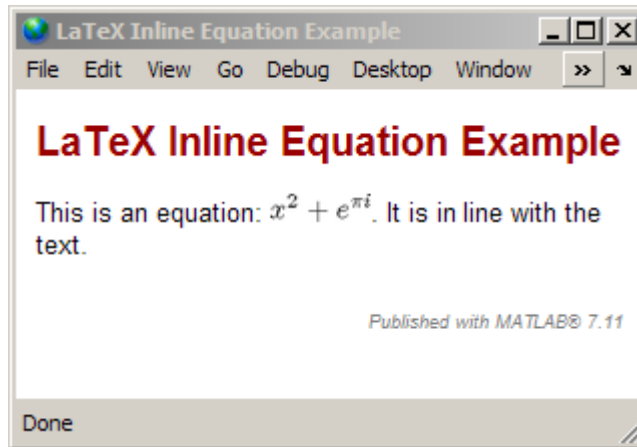 LaTeX Inline Equation Example
File Edit View Go Debug Desktop Window »
LaTeX Inline Equation Example
This is an equation: x² + e^{πi}. It is in line with the
text.
Published with MATLAB® 7.11
Done